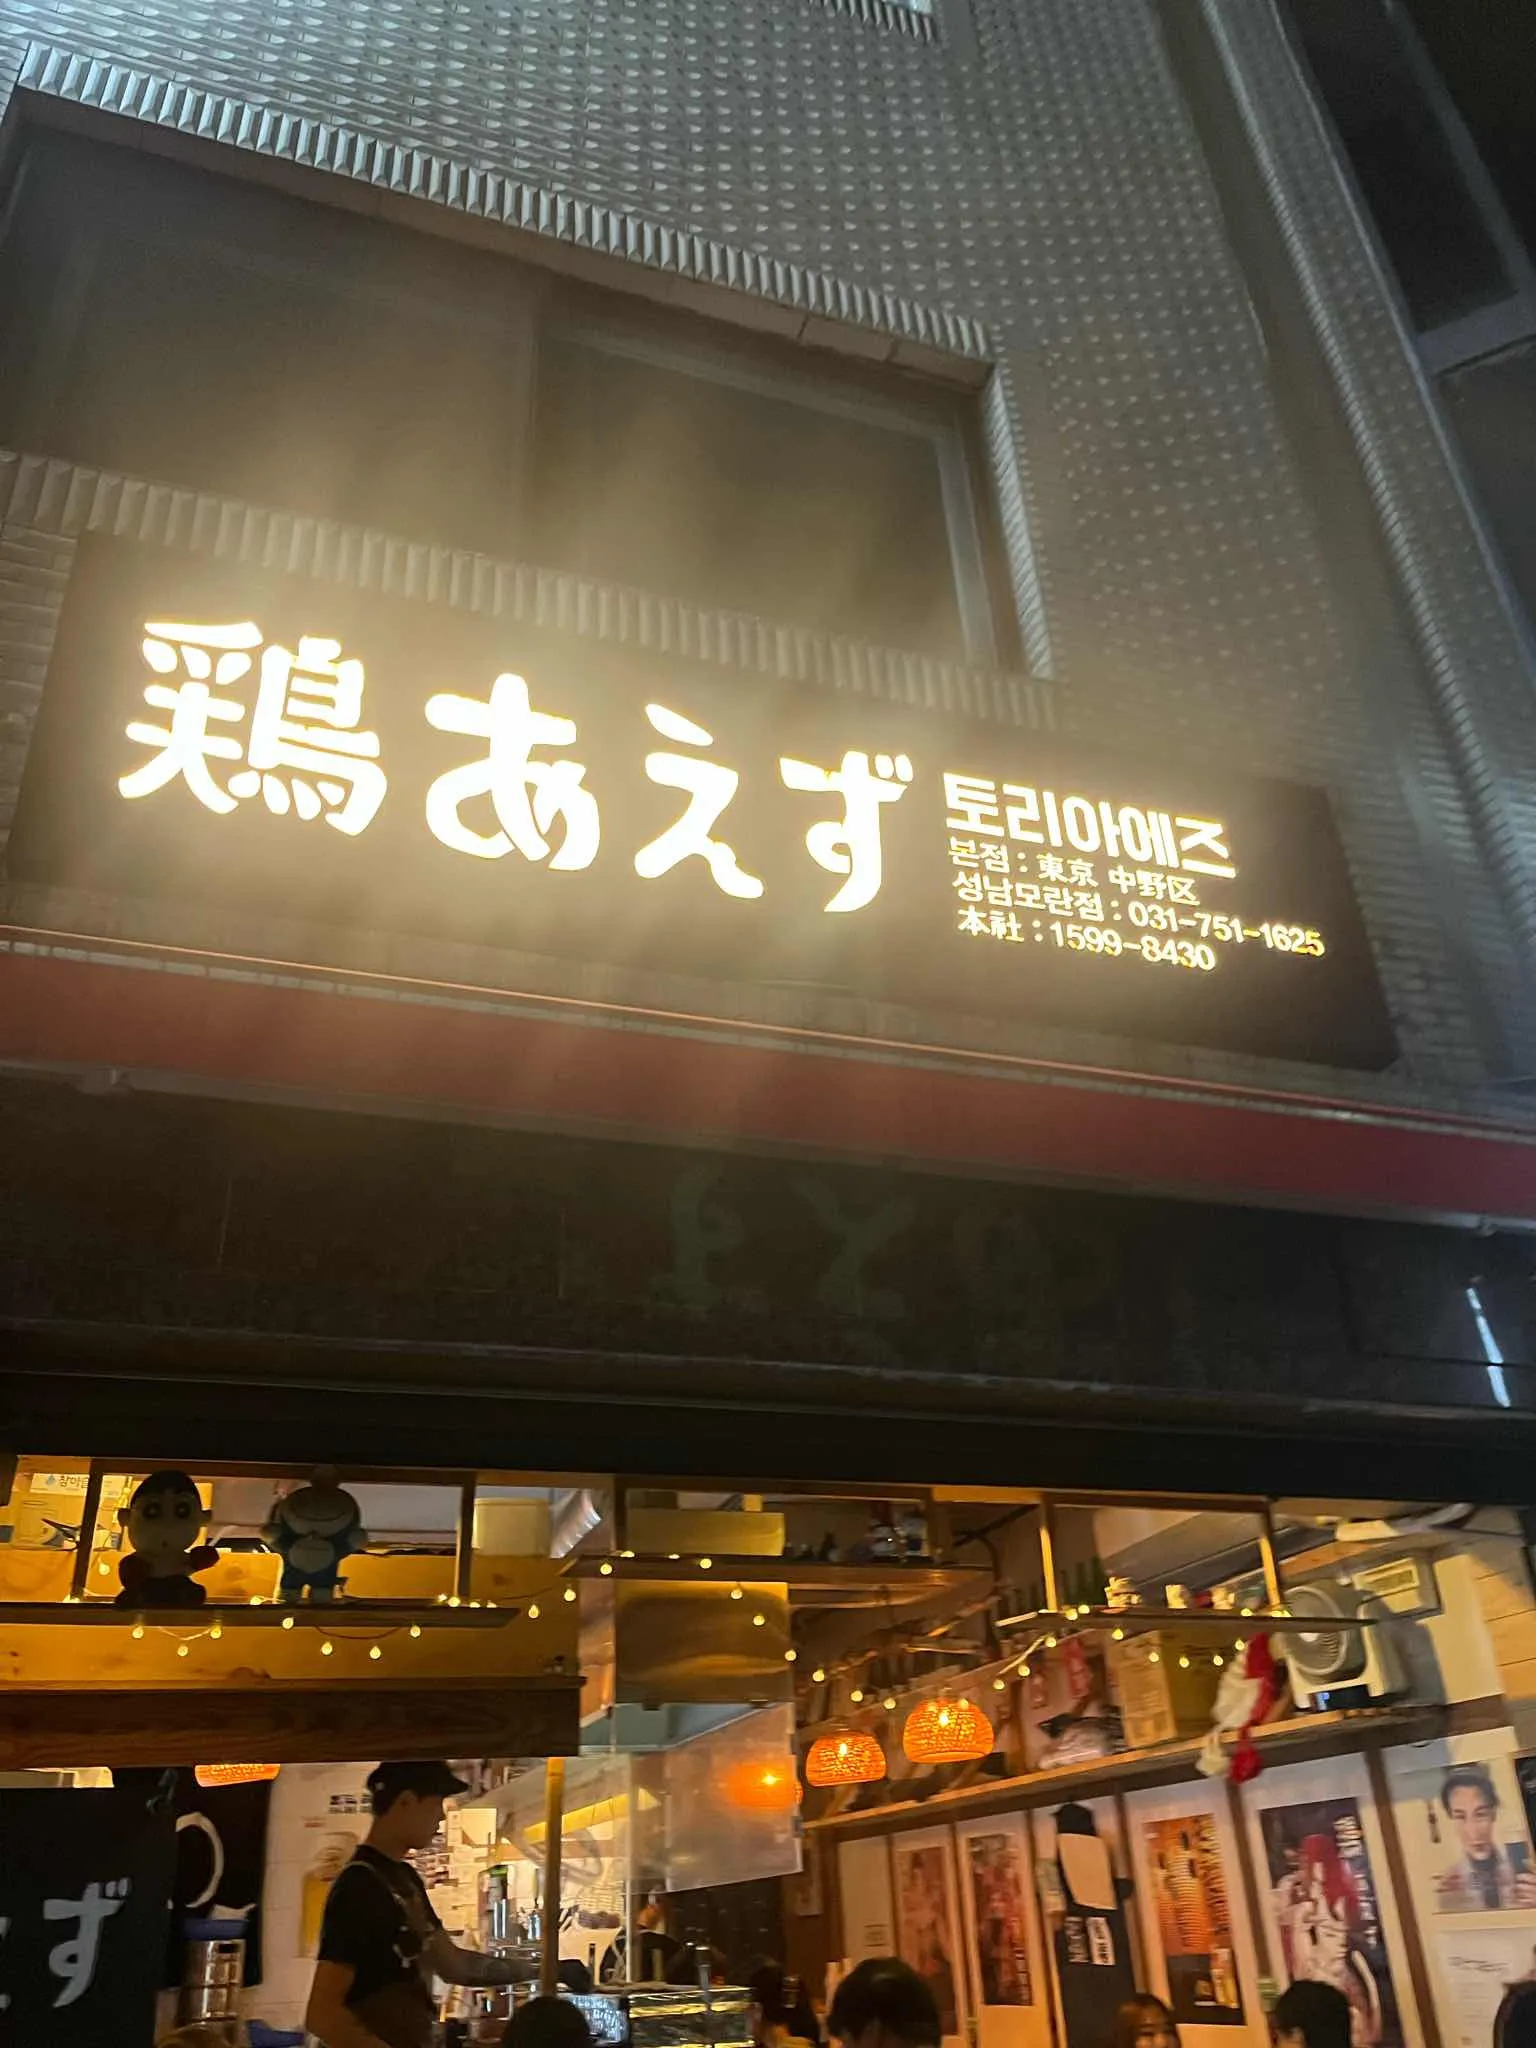 鶏あえず
토리아에즈
본점 : 東京 中野区
성남모란점 : 031-751-1625
本社 : 1599-8430
ず